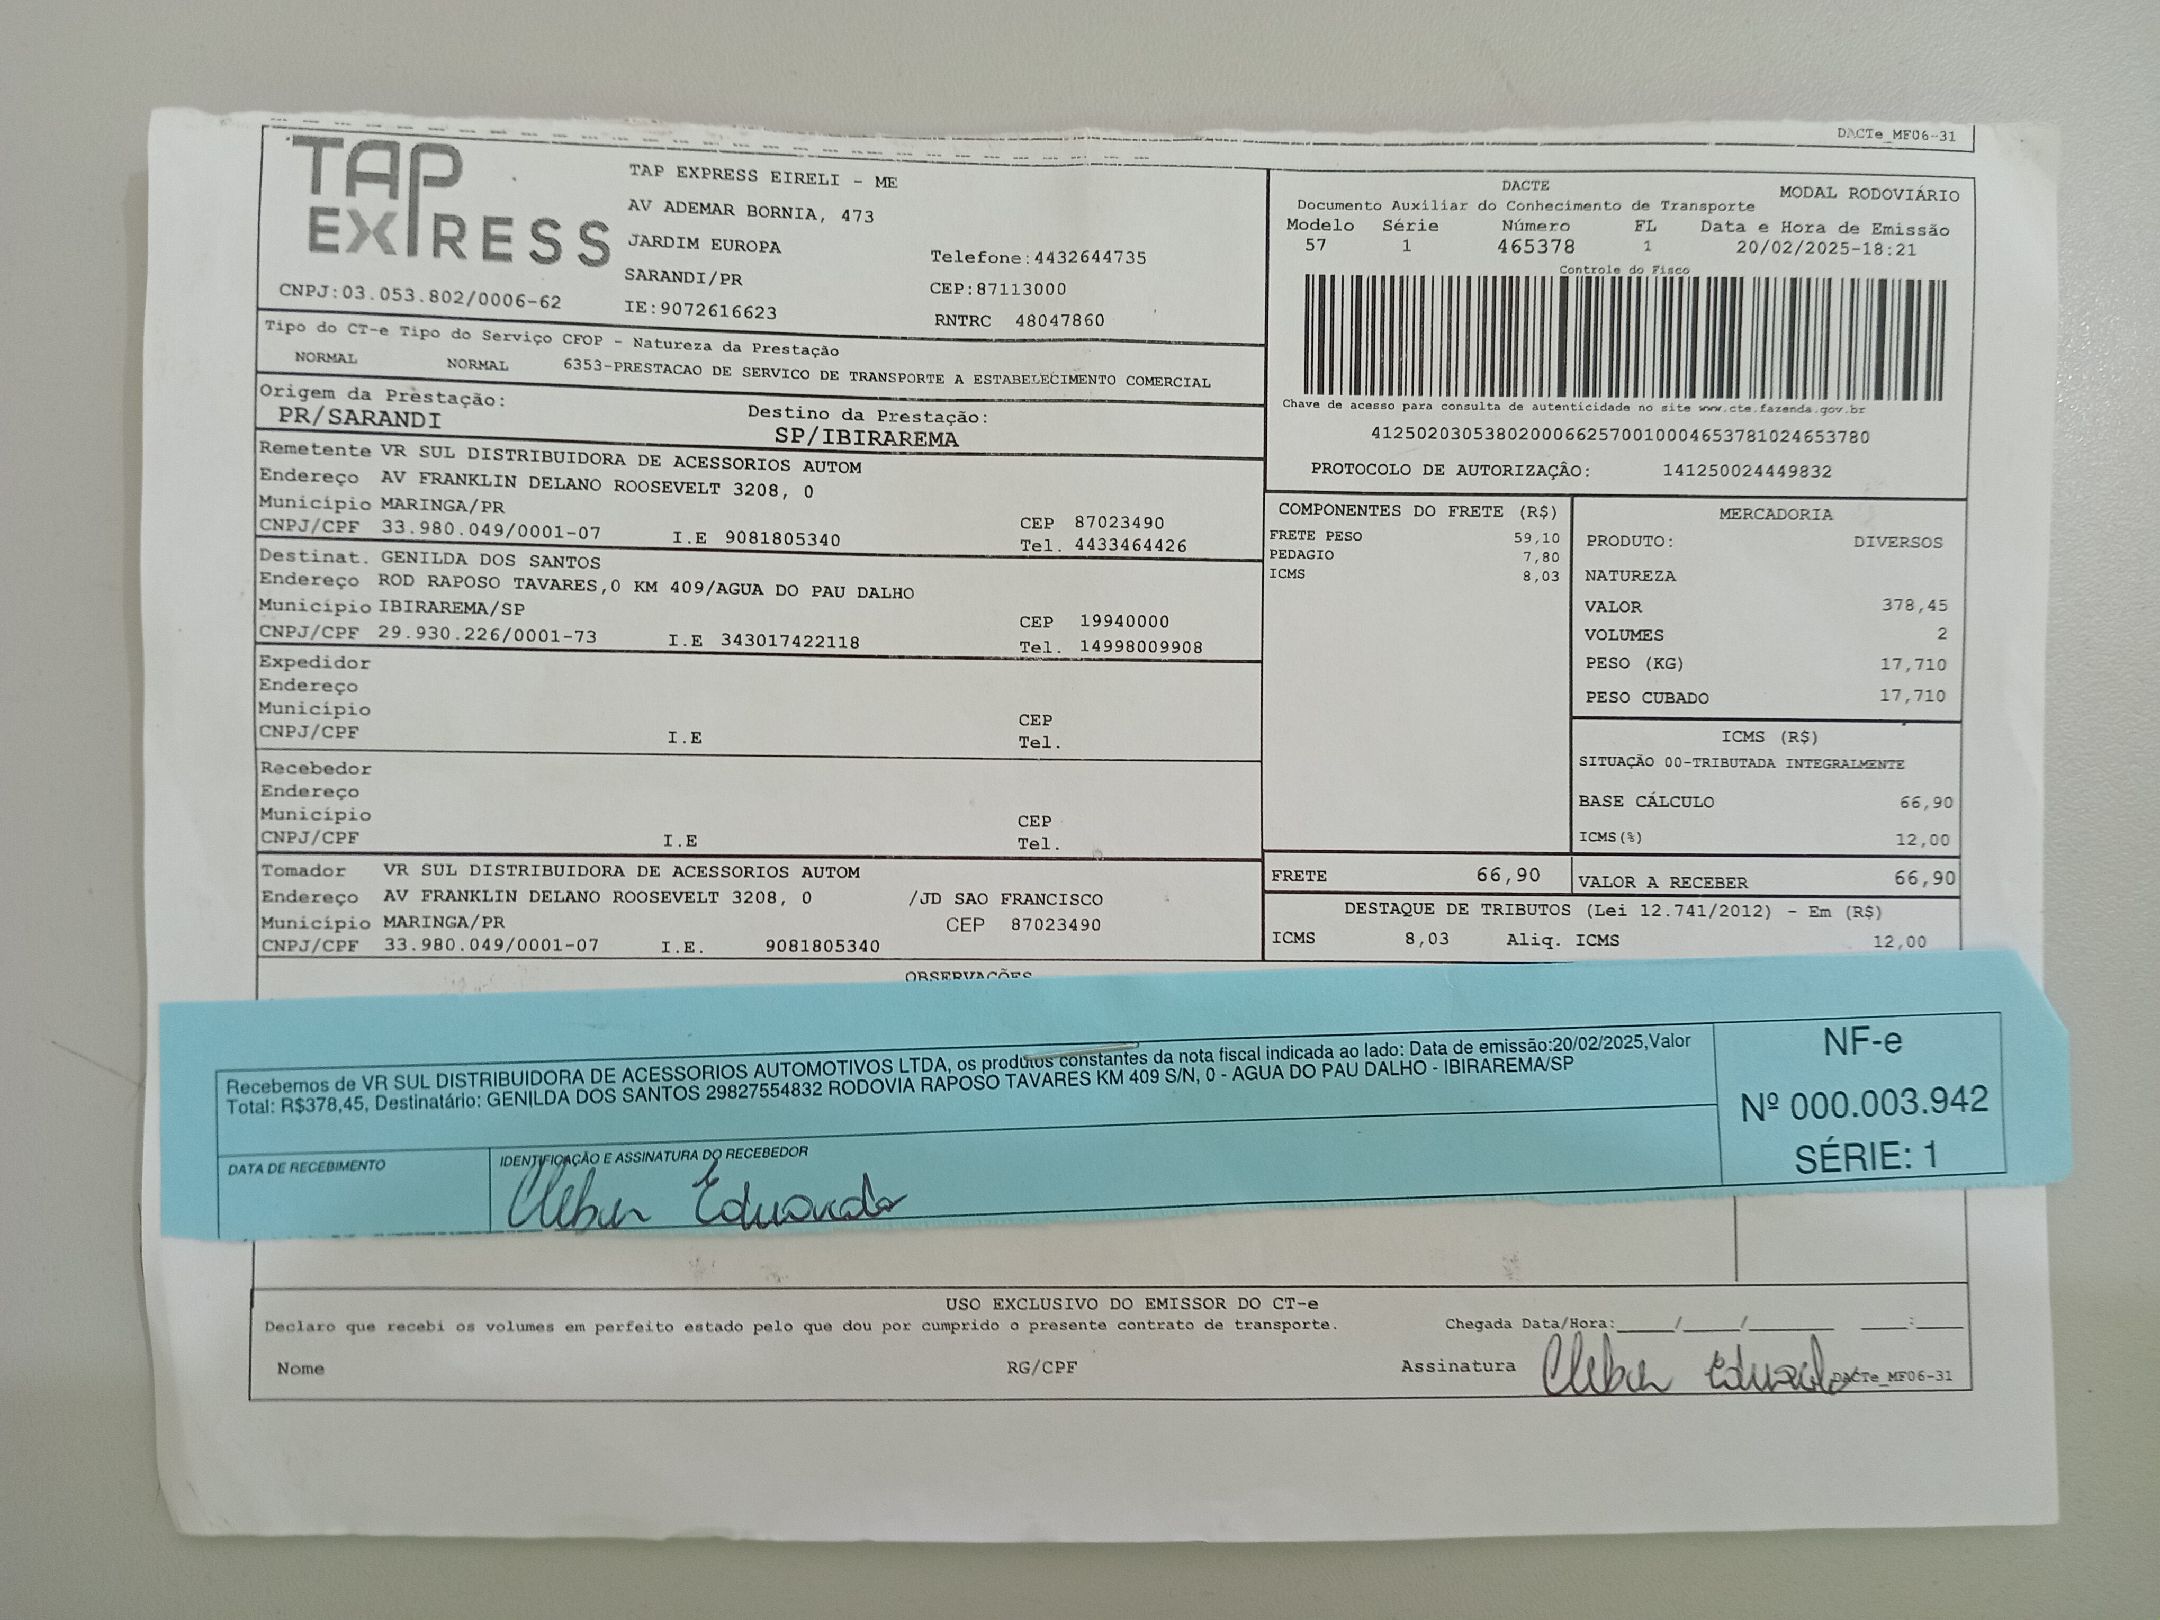 DACTe_MF06-31
TAP EXPRESS
TAP EXPRESS EIRELI - ME
AV ADEMAR BORNIA, 473
JARDIM EUROPA
Telefone:4432644735
SARANDI/PR
CEP:87113000
CNPJ:03.053.802/0006-62
IE:9072616623
RNTRC 48047860
DACTE
MODAL RODOVIÁRIO
Documento Auxiliar do Conhecimento de Transporte
Modelo Série Número FL Data e Hora de Emissão
57 1 465378 1 20/02/2025-18:21
Controle do Fisco
Chave de acesso para consulta de autenticidade no site www.cte.fazenda.gov.br
41250203053802000662570010004653781024653780
PROTOCOLO DE AUTORIZAÇÃO: 141250024449832
Tipo do CT-e Tipo do Serviço CFOP - Natureza da Prestação
NORMAL NORMAL 6353-PRESTACAO DE SERVICO DE TRANSPORTE A ESTABELECIMENTO COMERCIAL
Origem da Prestação: Destino da Prestação:
PR/SARANDI SP/IBIRAREMA
Remetente VR SUL DISTRIBUIDORA DE ACESSORIOS AUTOM
Endereço AV FRANKLIN DELANO ROOSEVELT 3208, 0
Município MARINGA/PR CEP 87023490
CNPJ/CPF 33.980.049/0001-07 I.E 9081805340 Tel. 4433464426
Destinat. GENILDA DOS SANTOS
Endereço ROD RAPOSO TAVARES,0 KM 409/AGUA DO PAU DALHO
Município IBIRAREMA/SP CEP 19940000
CNPJ/CPF 29.930.226/0001-73 I.E 343017422118 Tel. 14998009908
Expedidor
Endereço
Município CEP
CNPJ/CPF I.E Tel.
Recebedor
Endereço
Município CEP
CNPJ/CPF I.E Tel.
Tomador VR SUL DISTRIBUIDORA DE ACESSORIOS AUTOM
Endereço AV FRANKLIN DELANO ROOSEVELT 3208, 0 /JD SAO FRANCISCO
Município MARINGA/PR CEP 87023490
CNPJ/CPF 33.980.049/0001-07 I.E. 9081805340
COMPONENTES DO FRETE (R$)
FRETE PESO 59,10
PEDAGIO 7,80
ICMS 8,03
MERCADORIA
PRODUTO: DIVERSOS
NATUREZA
VALOR 378,45
VOLUMES 2
PESO (KG) 17,710
PESO CUBADO 17,710
ICMS (R$)
SITUAÇÃO 00-TRIBUTADA INTEGRALMENTE
BASE CÁLCULO 66,90
ICMS(%) 12,00
FRETE 66,90 VALOR A RECEBER 66,90
DESTAQUE DE TRIBUTOS (Lei 12.741/2012) - Em (R$)
ICMS 8,03 Aliq. ICMS 12,00
OBSERVAÇÕES
Recebemos de VR SUL DISTRIBUIDORA DE ACESSORIOS AUTOMOTIVOS LTDA, os produtos constantes da nota fiscal indicada ao lado: Data de emissão:20/02/2025,Valor
Total: R$378,45, Destinatário: GENILDA DOS SANTOS 29827554832 RODOVIA RAPOSO TAVARES KM 409 S/N, 0 - AGUA DO PAU DALHO - IBIRAREMA/SP
NF-e
Nº 000.003.942
SÉRIE: 1
DATA DE RECEBIMENTO
IDENTIFICAÇÃO E ASSINATURA DO RECEBEDOR
Cleber Eduardo
USO EXCLUSIVO DO EMISSOR DO CT-e
Declaro que recebi os volumes em perfeito estado pelo que dou por cumprido o presente contrato de transporte.
Chegada Data/Hora:____/____/______ ____:____
Nome RG/CPF Assinatura Cleber Eduardo
DACTe_MF06-31